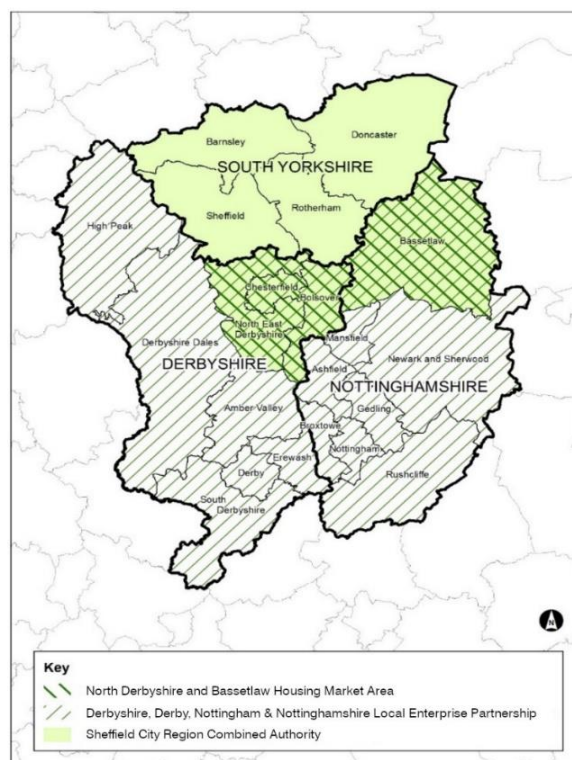 Barnsley
Doncaster
SOUTH YORKSHIRE
Sheffield
Rotherham
High Peak
Bassetlaw
Chesterfield
Bolsover
North East
Derbyshire
Derbyshire Dales
DERBYSHIRE
Mansfield
Newark and Sherwood
Ashfield
NOTTINGHAMSHIRE
Amber Valley
Gedling
Broxtowe
Erewash
Nottingham
Derby
Rushcliffe
South
Derbyshire
N
Key
North Derbyshire and Bassetlaw Housing Market Area
Derbyshire, Derby, Nottingham & Nottinghamshire Local Enterprise Partnership
Sheffield City Region Combined Authority